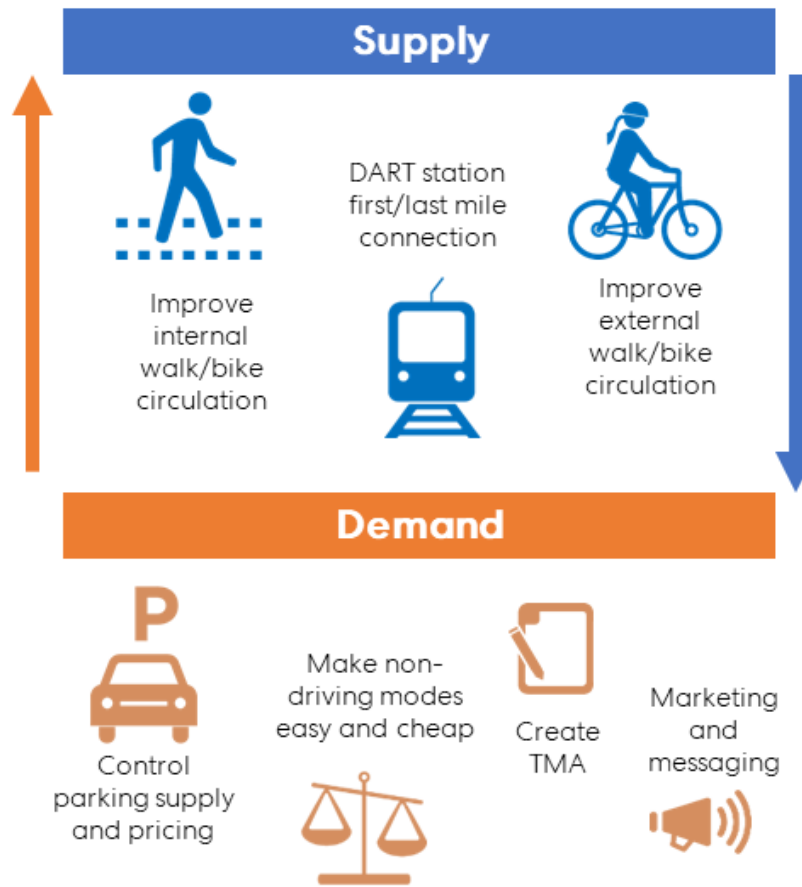 Supply
DART station
first/last mile
connection
Improve
internal
walk/bike
circulation
Improve
external
walk/bike
circulation
Demand
P
Control
parking supply
and pricing
Make non-
driving modes
easy and cheap
Create
TMA
Marketing
and
messaging